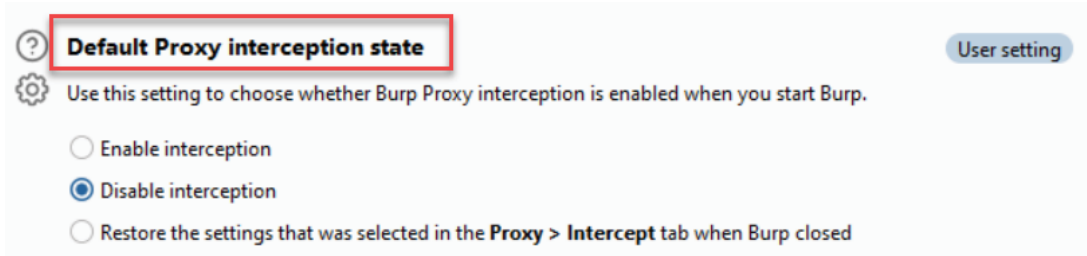 Default Proxy interception state
User setting
Use this setting to choose whether Burp Proxy interception is enabled when you start Burp.
Enable interception
Disable interception
Restore the settings that was selected in the Proxy > Intercept tab when Burp closed